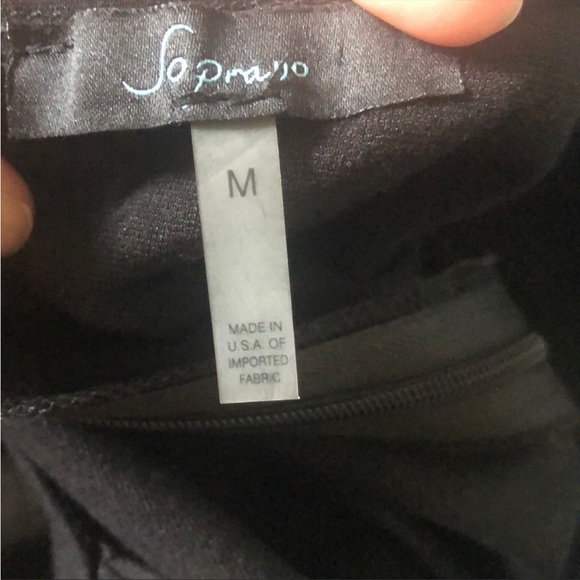 Soprano
M
MADE IN
U.S.A. OF
IMPORTED
FABRIC